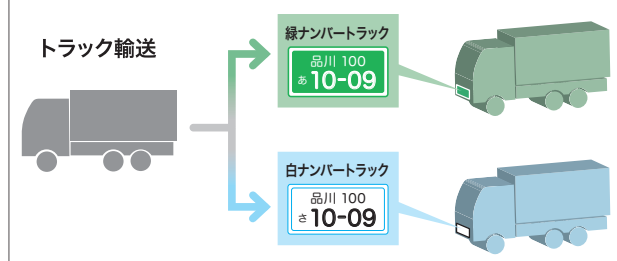 トラック輸送
緑ナンバートラック
品川 100
あ 10-09
白ナンバートラック
品川 100
さ 10-09